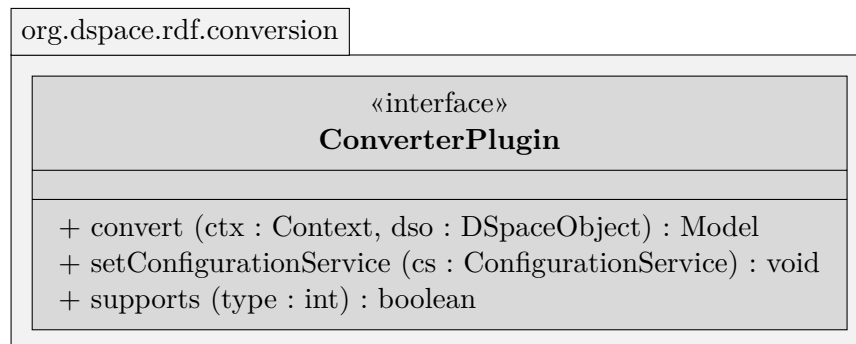 org.dspace.rdf.conversion
«interface»
ConverterPlugin
+ convert (ctx : Context, dso : DSpaceObject) : Model
+ setConfigurationService (cs : ConfigurationService) : void
+ supports (type : int) : boolean